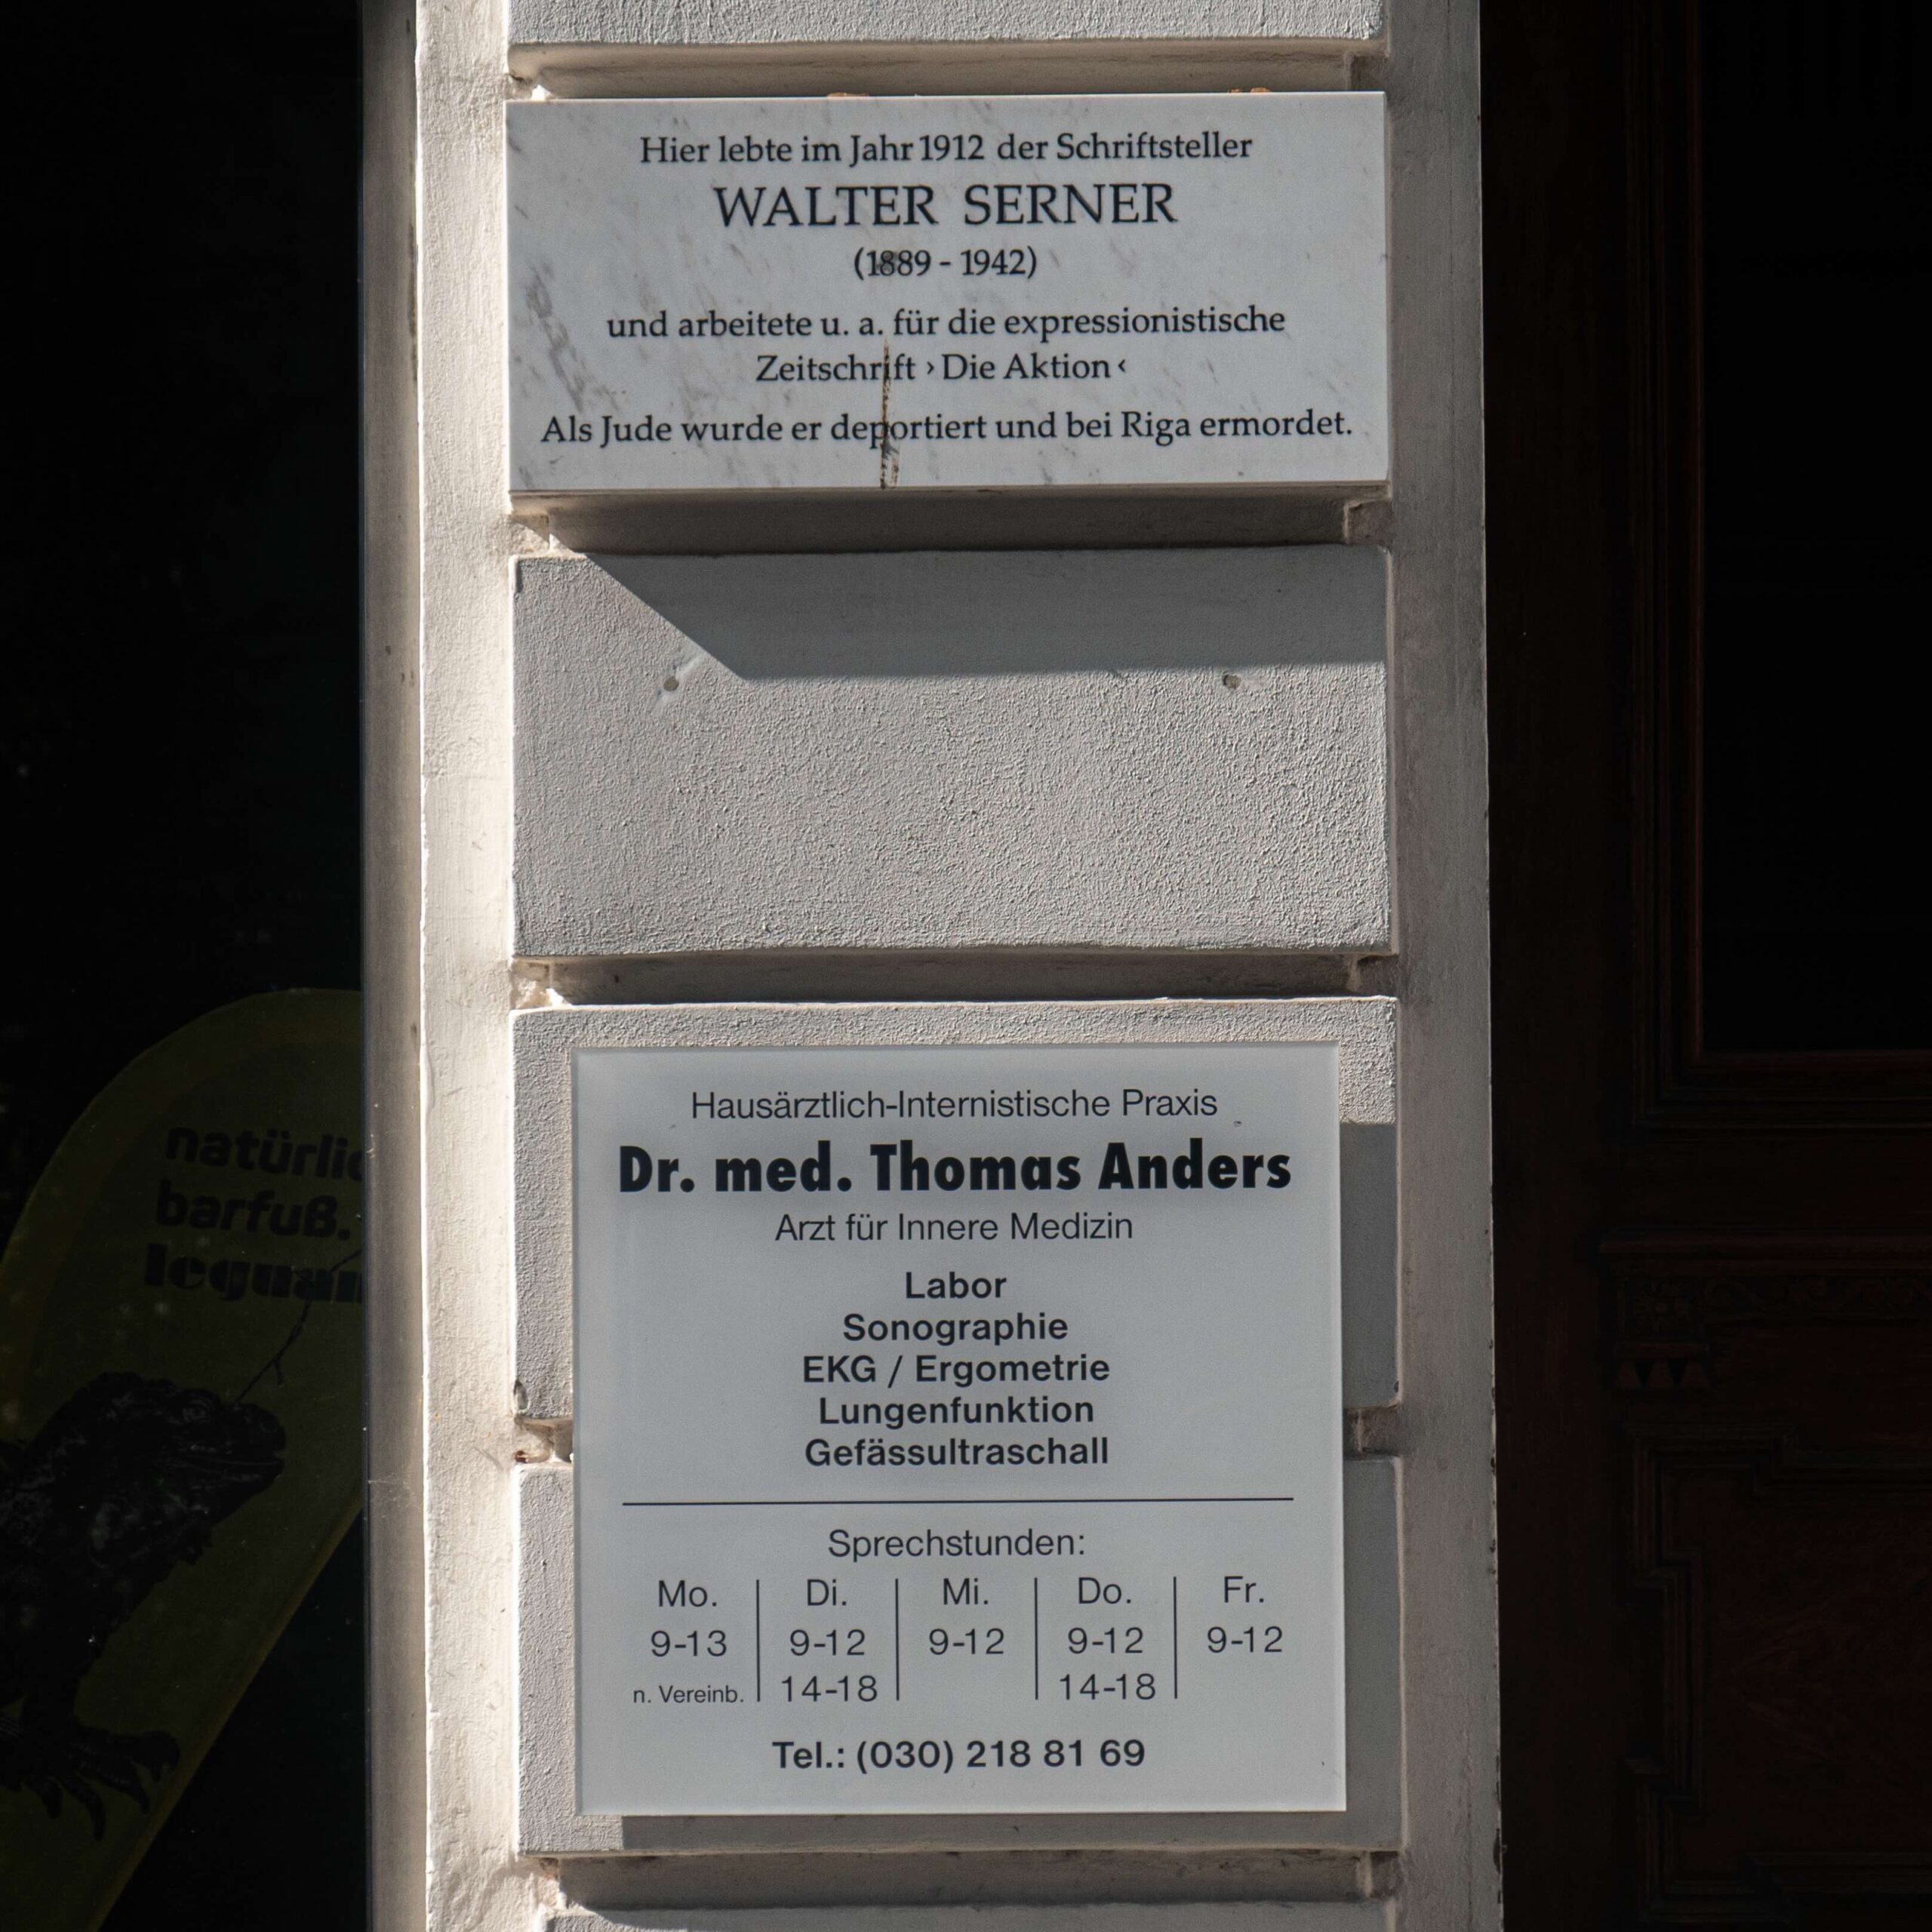 Hier lebte im Jahr 1912 der Schriftsteller
WALTER SERNER
(1889 - 1942)
und arbeitete u. a. für die expressionistische
Zeitschrift › Die Aktion ‹
Als Jude wurde er deportiert und bei Riga ermordet.
Hausärztlich-Internistische Praxis
Dr. med. Thomas Anders
Arzt für Innere Medizin
Labor
Sonographie
EKG / Ergometrie
Lungenfunktion
Gefässultraschall
Sprechstunden:
Mo. Di. Mi. Do. Fr.
9-13 9-12 9-12 9-12 9-12
n. Vereinb. 14-18 14-18
Tel.: (030) 218 81 69
barfuß.